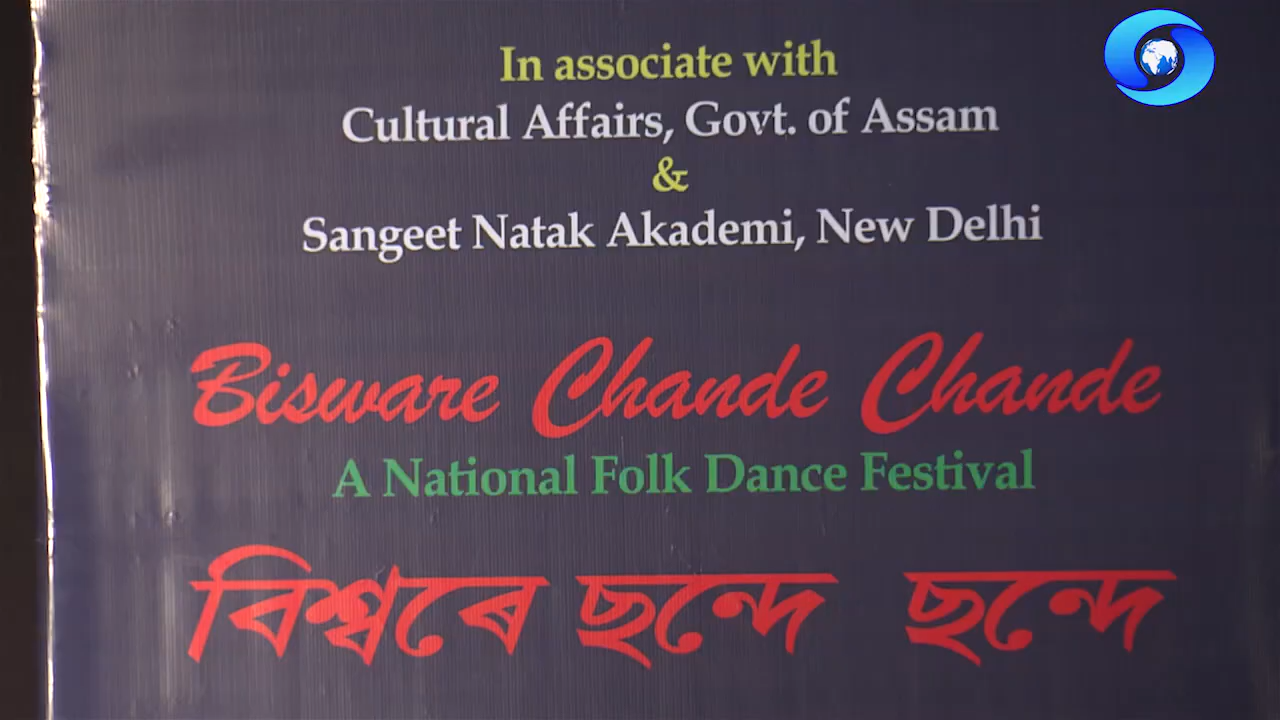 In associate with
Cultural Affairs, Govt. of Assam
&
Sangeet Natak Akademi, New Delhi
Bisware Chande Chande
A National Folk Dance Festival
বিশ্বৰে ছন্দে ছন্দে